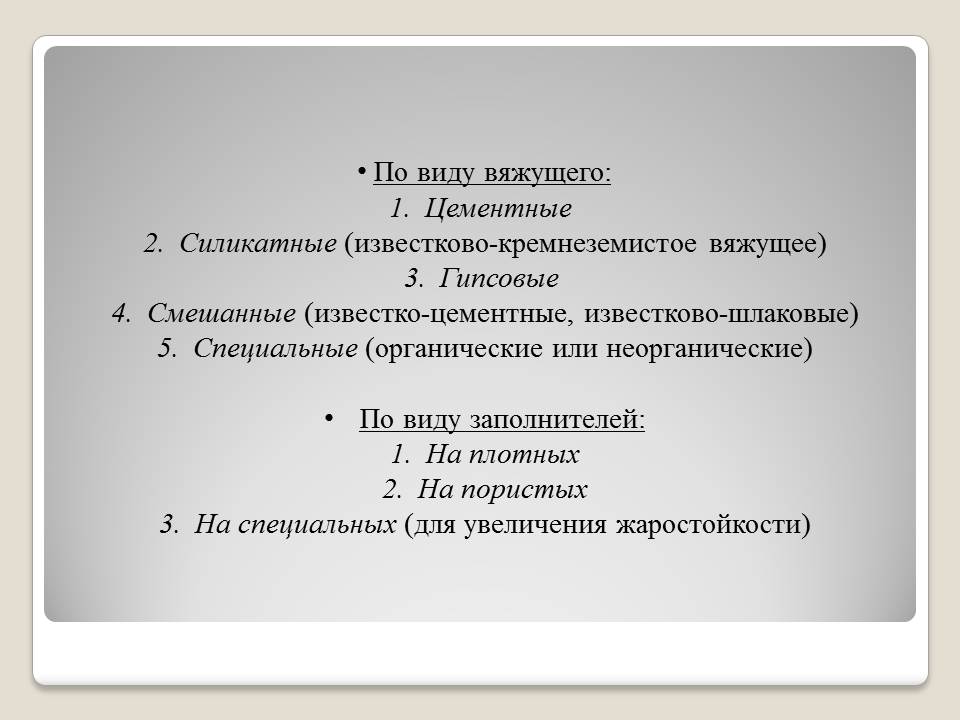 • По виду вяжущего:
1. Цементные
2. Силикатные (известково-кремнеземистое вяжущее)
3. Гипсовые
4. Смешанные (известко-цементные, известково-шлаковые)
5. Специальные (органические или неорганические)
• По виду заполнителей:
1. На плотных
2. На пористых
3. На специальных (для увеличения жаростойкости)